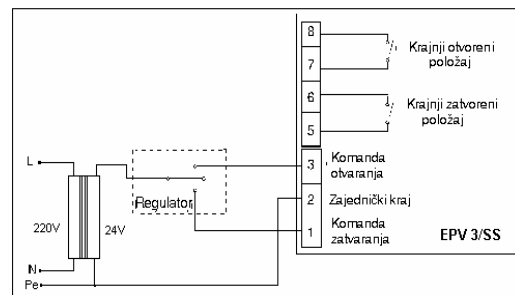 8
Krajnji otvoreni
položaj
7
6
Krajnji zatvoreni
položaj
5
L
3
Komanda
otvaranja
Regulator
2
Zajednički kraj
220V
24V
1
Komanda
zatvaranja
EPV 3/SS
N
Pe